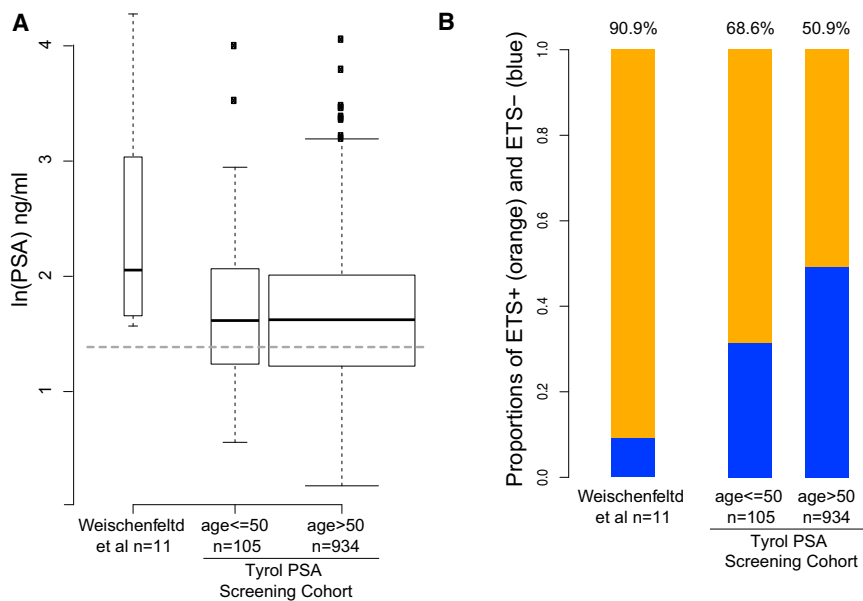 A
ln(PSA) ng/ml
4
3
2
1
Weischenfeltd
et al n=11
age<=50
n=105
age>50
n=934
Tyrol PSA
Screening Cohort
B
90.9%
68.6%
50.9%
Proportions of ETS+ (orange) and ETS− (blue)
1.0
0.8
0.6
0.4
0.2
0.0
Weischenfeltd
et al n=11
age<=50
n=105
age>50
n=934
Tyrol PSA
Screening Cohort